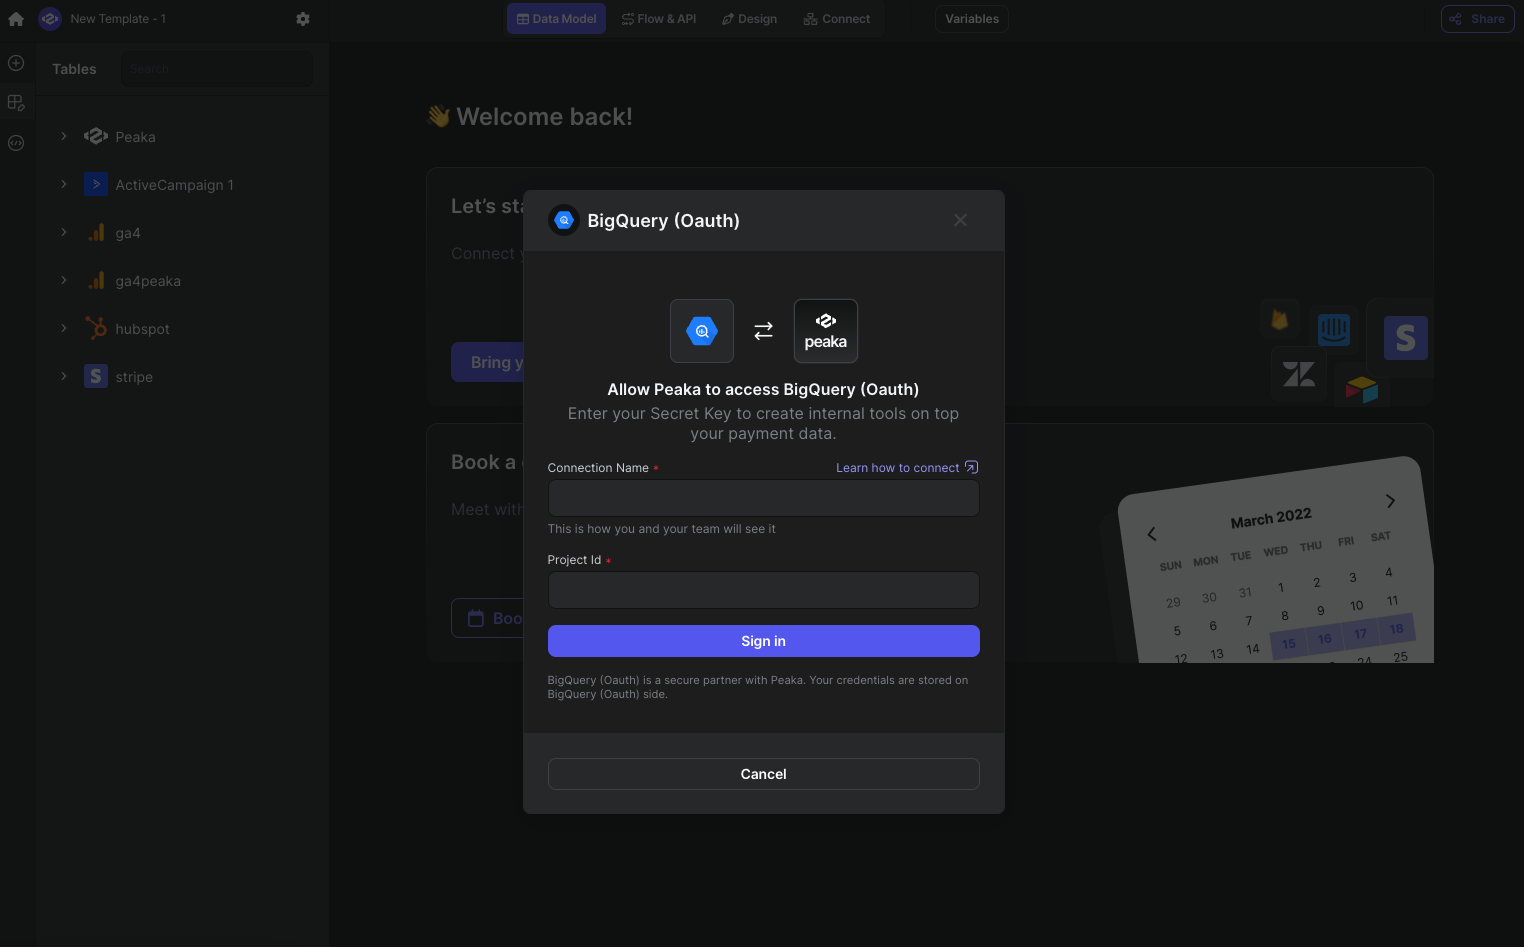 New Template - 1
Data Model
Flow & API
Design
Connect
Variables
Share
Tables
Search
Peaka
ActiveCampaign 1
ga4
ga4peaka
hubspot
stripe
👋 Welcome back!
Let's sta
Connect y
Bring y
Book a
Meet with
Boo
BigQuery (Oauth)
peaka
Allow Peaka to access BigQuery (Oauth)
Enter your Secret Key to create internal tools on top
your payment data.
Connection Name *
Learn how to connect
This is how you and your team will see it
Project Id *
Sign in
BigQuery (Oauth) is a secure partner with Peaka. Your credentials are stored on
BigQuery (Oauth) side.
Cancel
March 2022
SUN MON TUE WED THU FRI SAT
29 30 31 1 2 3 4
5 6 7 8 9 10 11
12 13 14 15 16 17 18
24 25